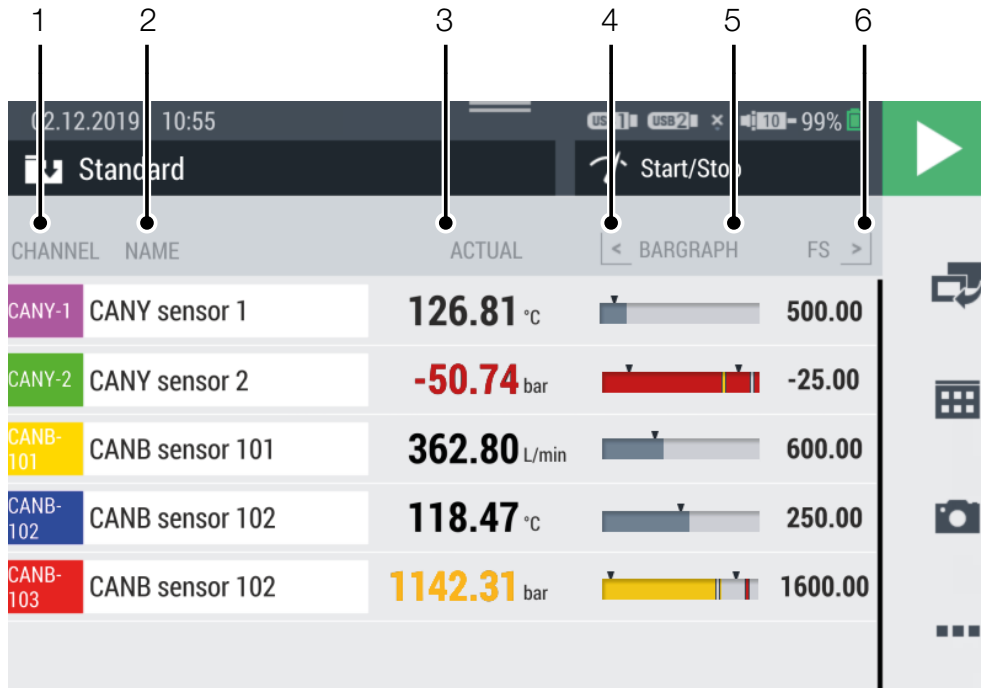 1 2 3 4 5 6
02.12.2019 10:55 USB1 USB2 10 99%
Standard Start/Stop
CHANNEL NAME ACTUAL < BARGRAPH FS >
CANY-1 CANY sensor 1 126.81 °C 500.00
CANY-2 CANY sensor 2 -50.74 bar -25.00
CANB-101 CANB sensor 101 362.80 L/min 600.00
CANB-102 CANB sensor 102 118.47 °C 250.00
CANB-103 CANB sensor 102 1142.31 bar 1600.00